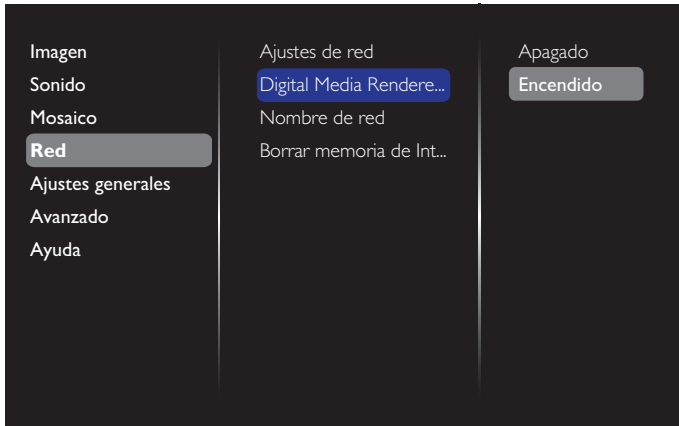 Imagen
Sonido
Mosaico
Red
Ajustes generales
Avanzado
Ayuda
Ajustes de red
Digital Media Rendere...
Nombre de red
Borrar memoria de Int...
Apagado
Encendido